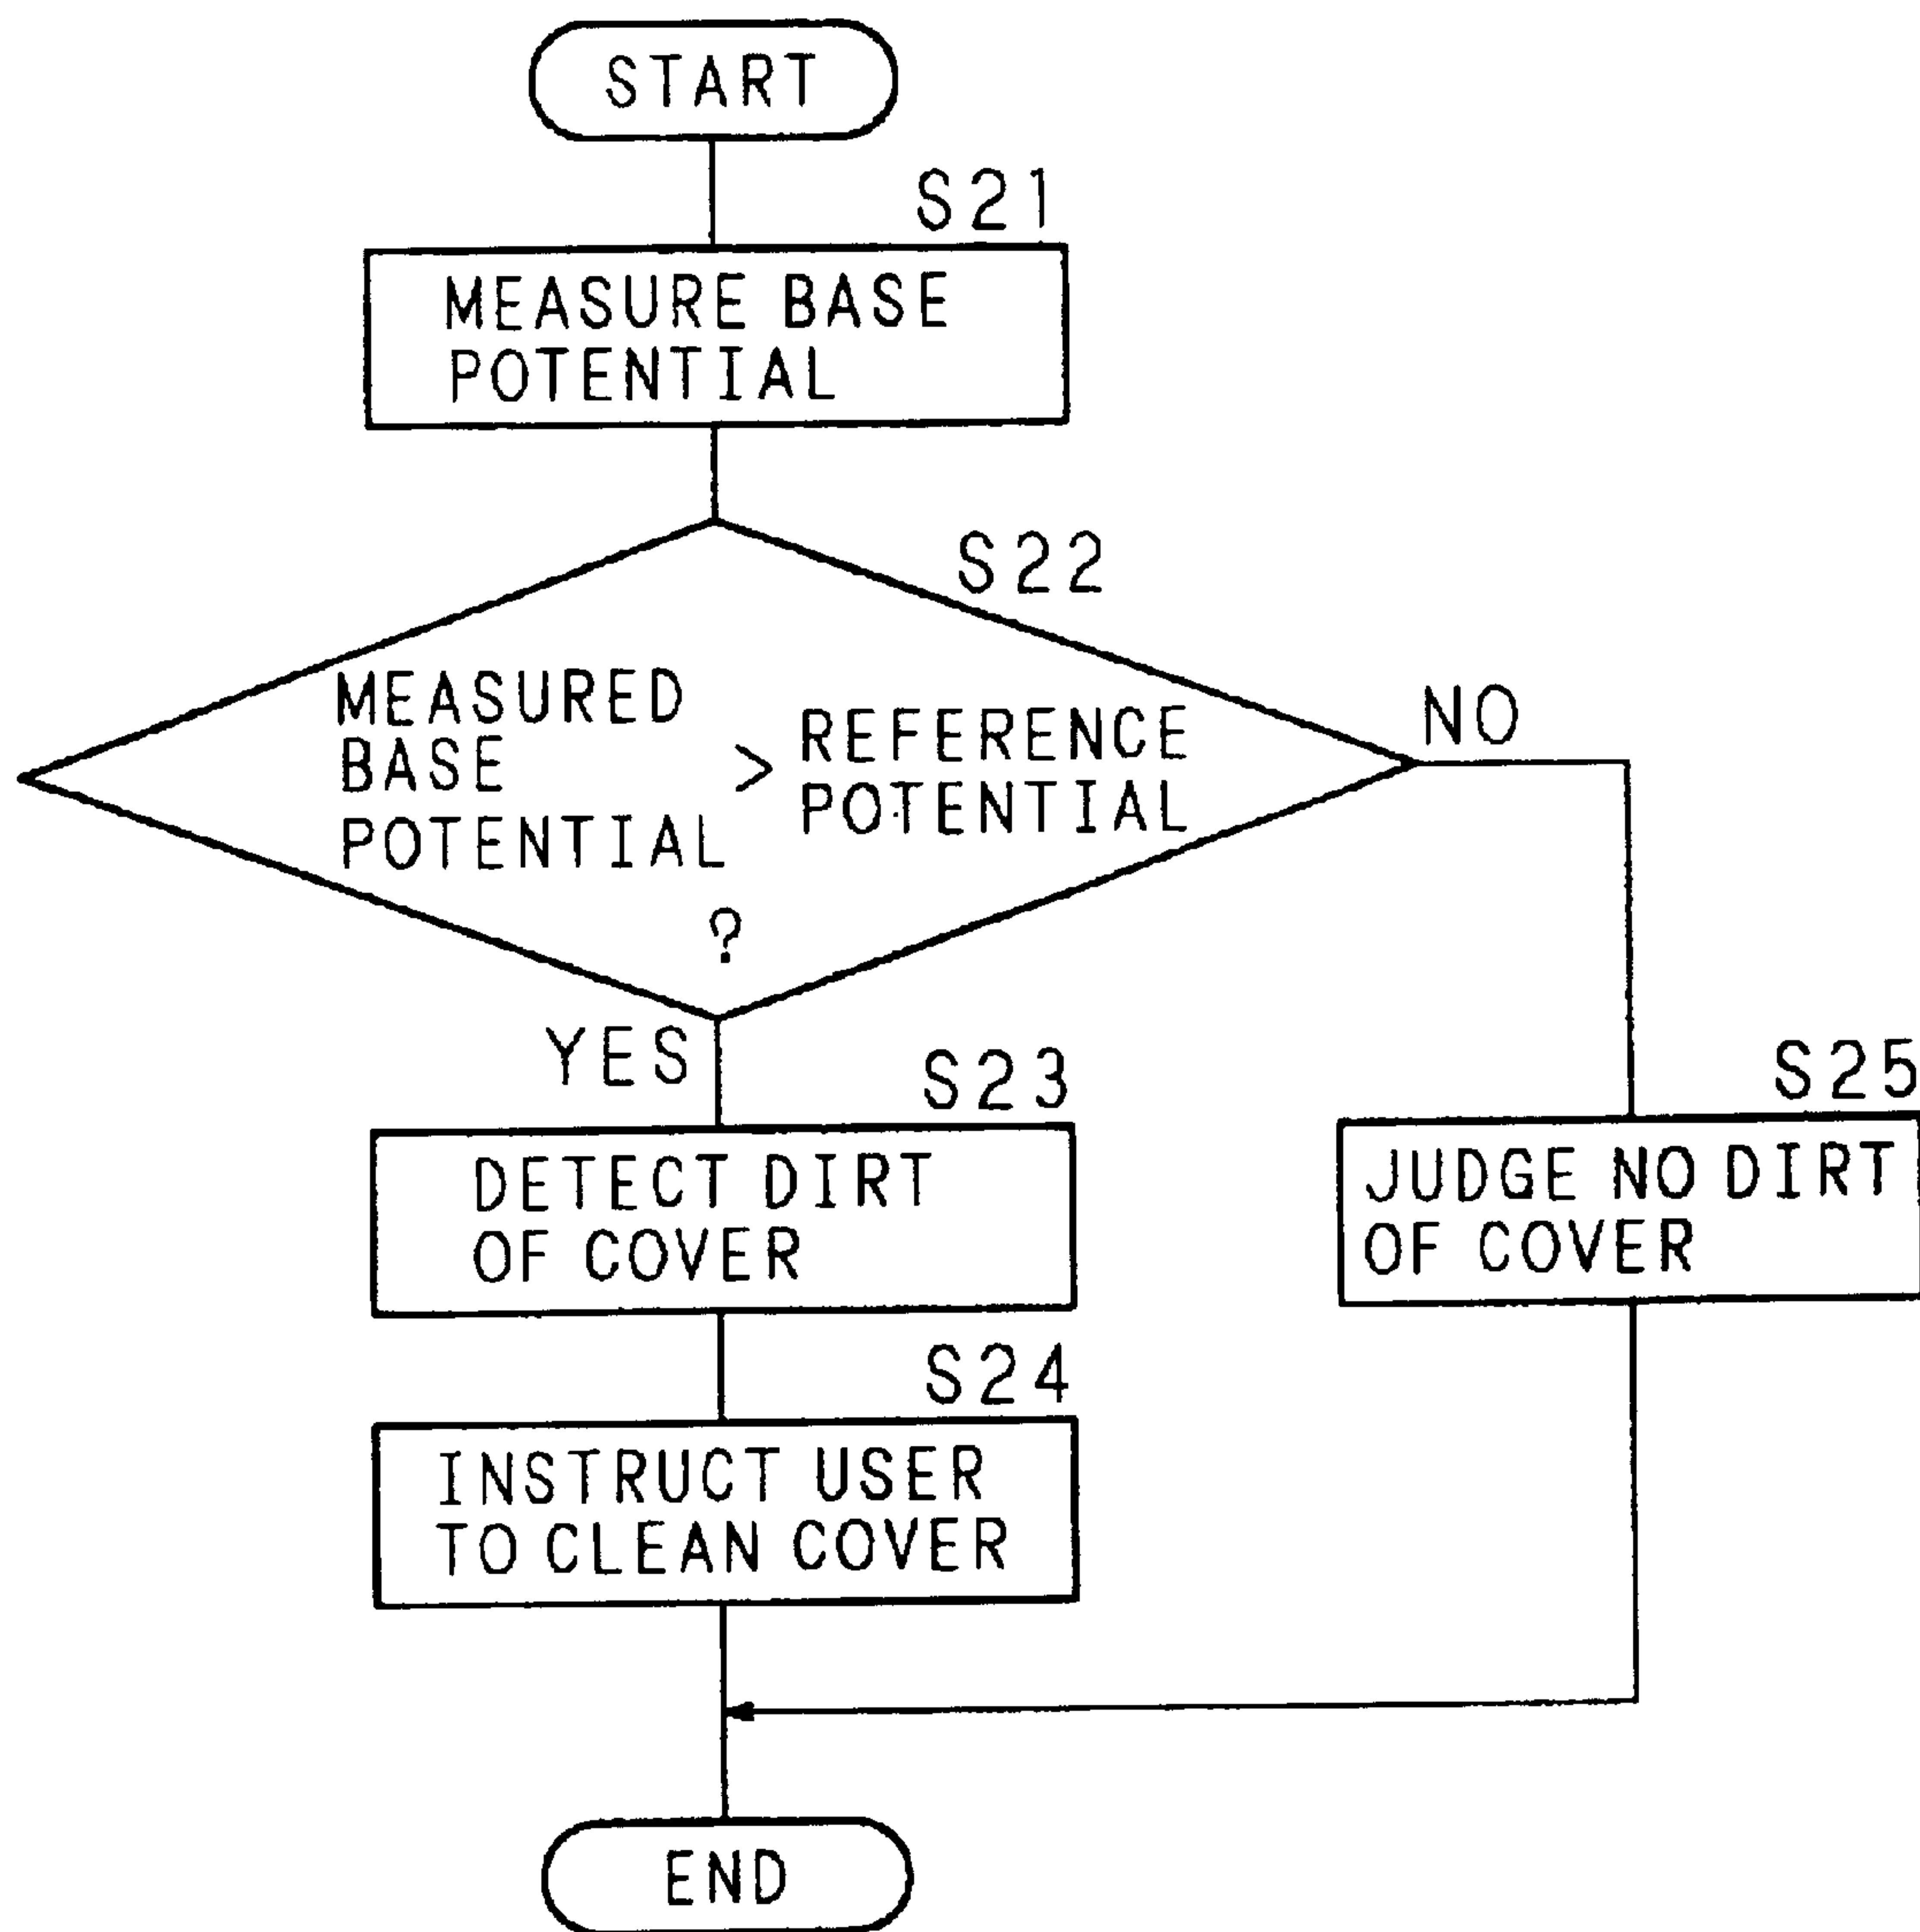 START
S21
MEASURE BASE
POTENTIAL
S22
MEASURED
BASE
POTENTIAL
>
REFERENCE
POTENTIAL
?
NO
YES
S23
DETECT DIRT
OF COVER
S25
JUDGE NO DIRT
OF COVER
S24
INSTRUCT USER
TO CLEAN COVER
END